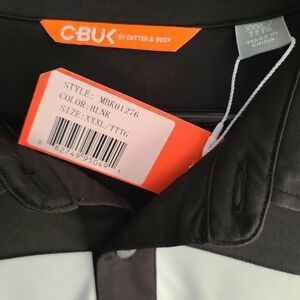 C-BUK BY CUTTER & BUCK
XXXL
TTTG
MADE IN
CHINA
STYLE: MBK01276
COLOR: BLNK
SIZE: XXXL/TTTG